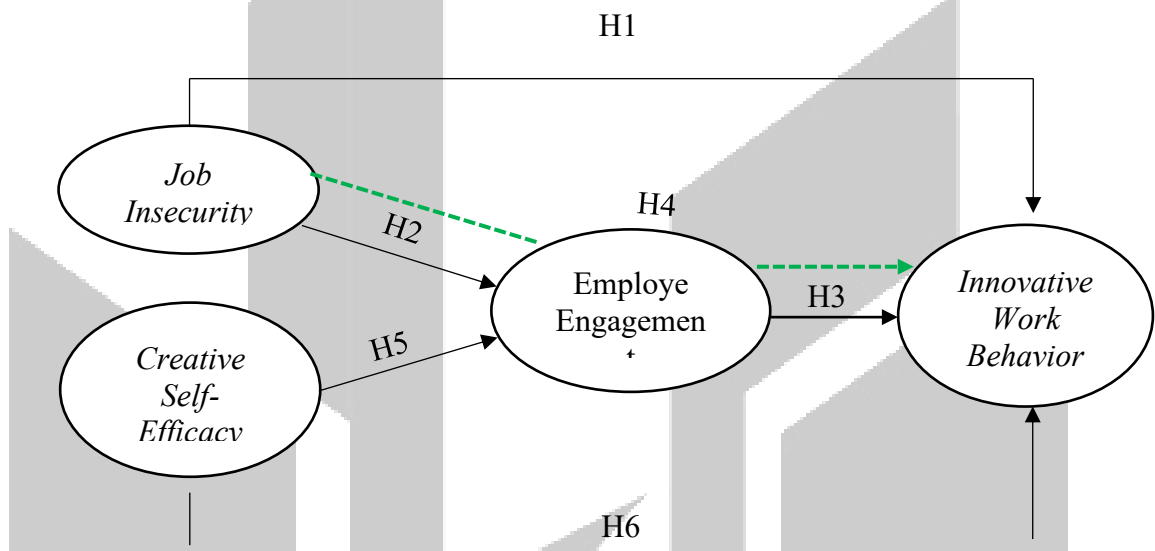 H1
Job
Insecurity
H2
H4
Employe
Engagemen
t
H3
Innovative
Work
Behavior
H5
Creative
Self-
Efficacy
H6